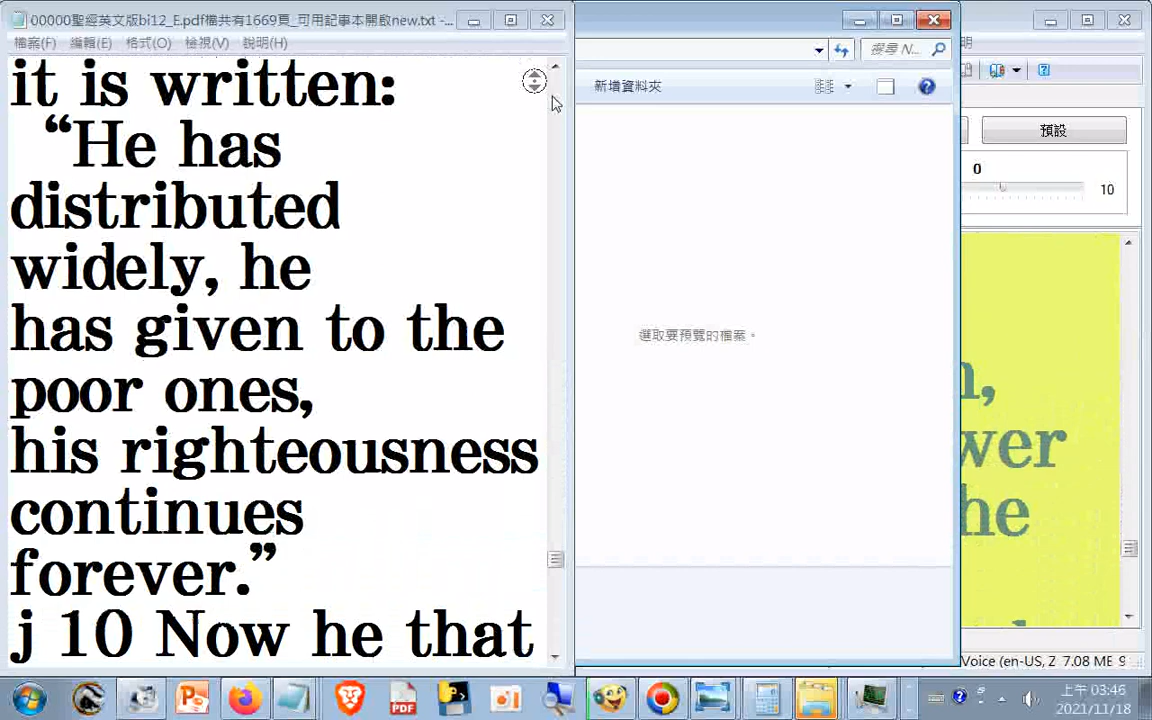 00000聖經英文版bi12_E.pdf檔共有1669頁_可用記事本開啟new.txt -...
檔案(F) 編輯(E) 格式(O) 檢視(V) 說明(H)
it is written:
“He has
distributed
widely, he
has given to the
poor ones,
his righteousness
continues
forever.”
j 10 Now he that
搜尋 N...
新增資料夾
選取要預覽的檔案。
明
預設
0
10
n,
wer
he
Voice (en-US, Z 7.08 ME 9
PDF
上午 03:46
2021/11/18